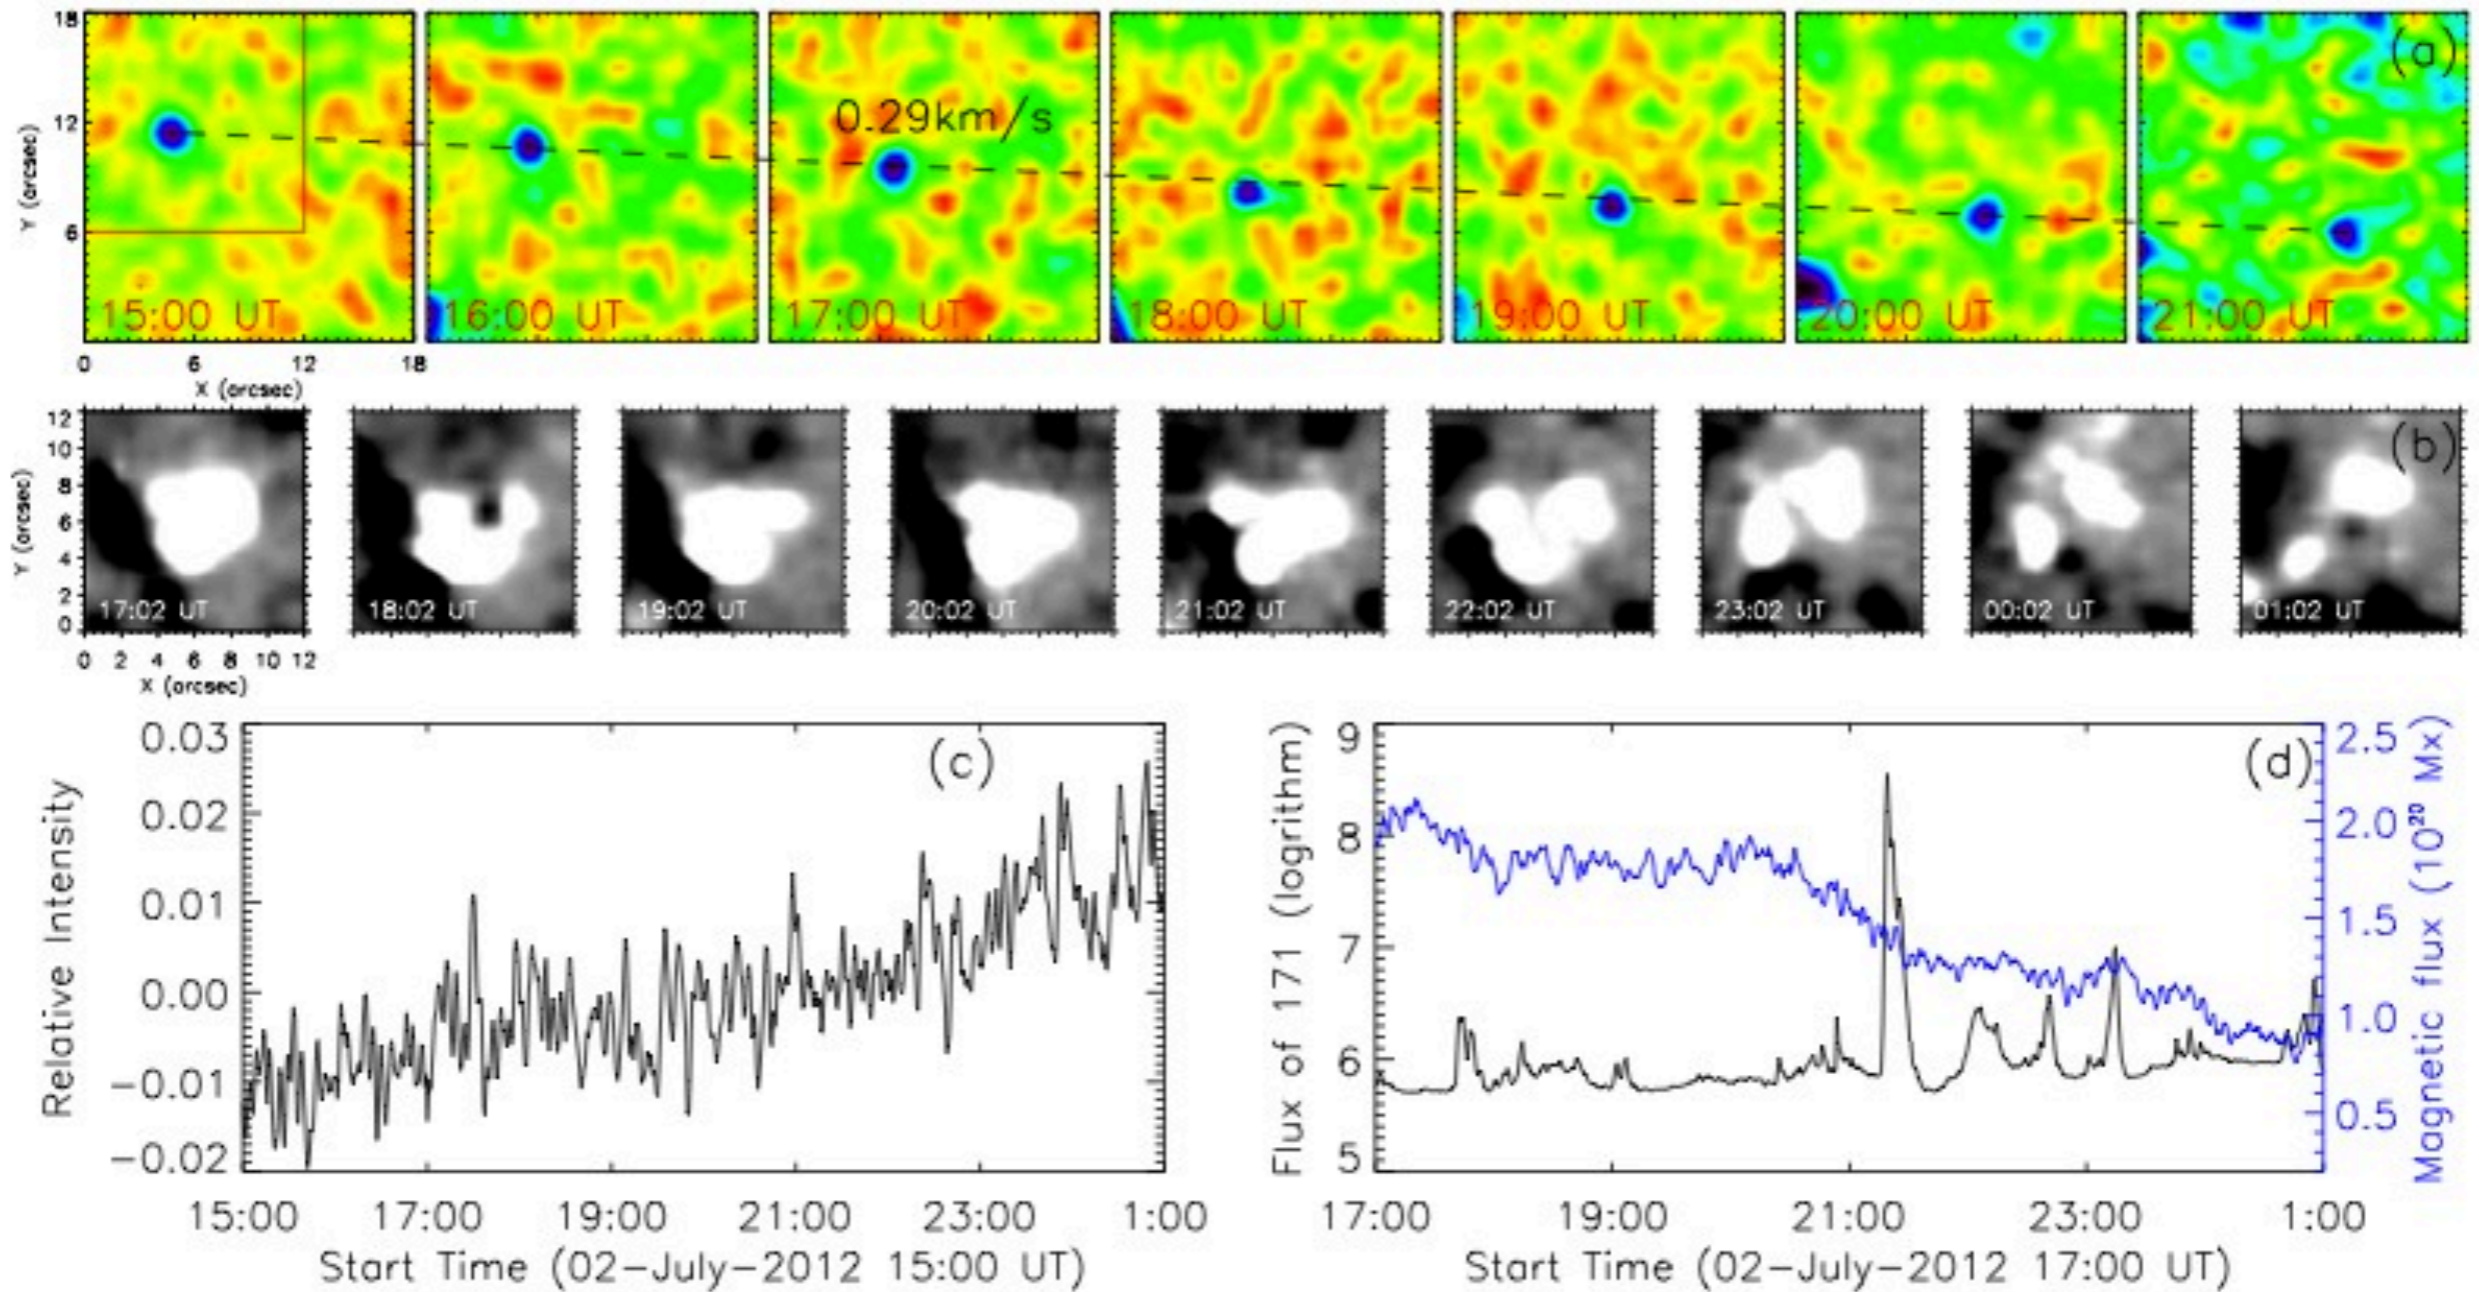 18
12
6
Y (arcsec)
(a)
0.29km/s
15:00 UT
16:00 UT
17:00 UT
18:00 UT
19:00 UT
20:00 UT
21:00 UT
0 6 12 18
X (arcsec)
12
10
8
6
4
2
0
Y (arcsec)
(b)
17:02 UT
18:02 UT
19:02 UT
20:02 UT
21:02 UT
22:02 UT
23:02 UT
00:02 UT
01:02 UT
0 2 4 6 8 10 12
X (arcsec)
0.03
0.02
0.01
0.00
-0.01
-0.02
Relative Intensity
(c)
15:00 17:00 19:00 21:00 23:00 1:00
Start Time (02-July-2012 15:00 UT)
9
8
7
6
5
Flux of 171 (logrithm)
(d)
2.5
2.0
1.5
1.0
0.5
Magnetic flux (10²⁰ Mx)
17:00 19:00 21:00 23:00 1:00
Start Time (02-July-2012 17:00 UT)